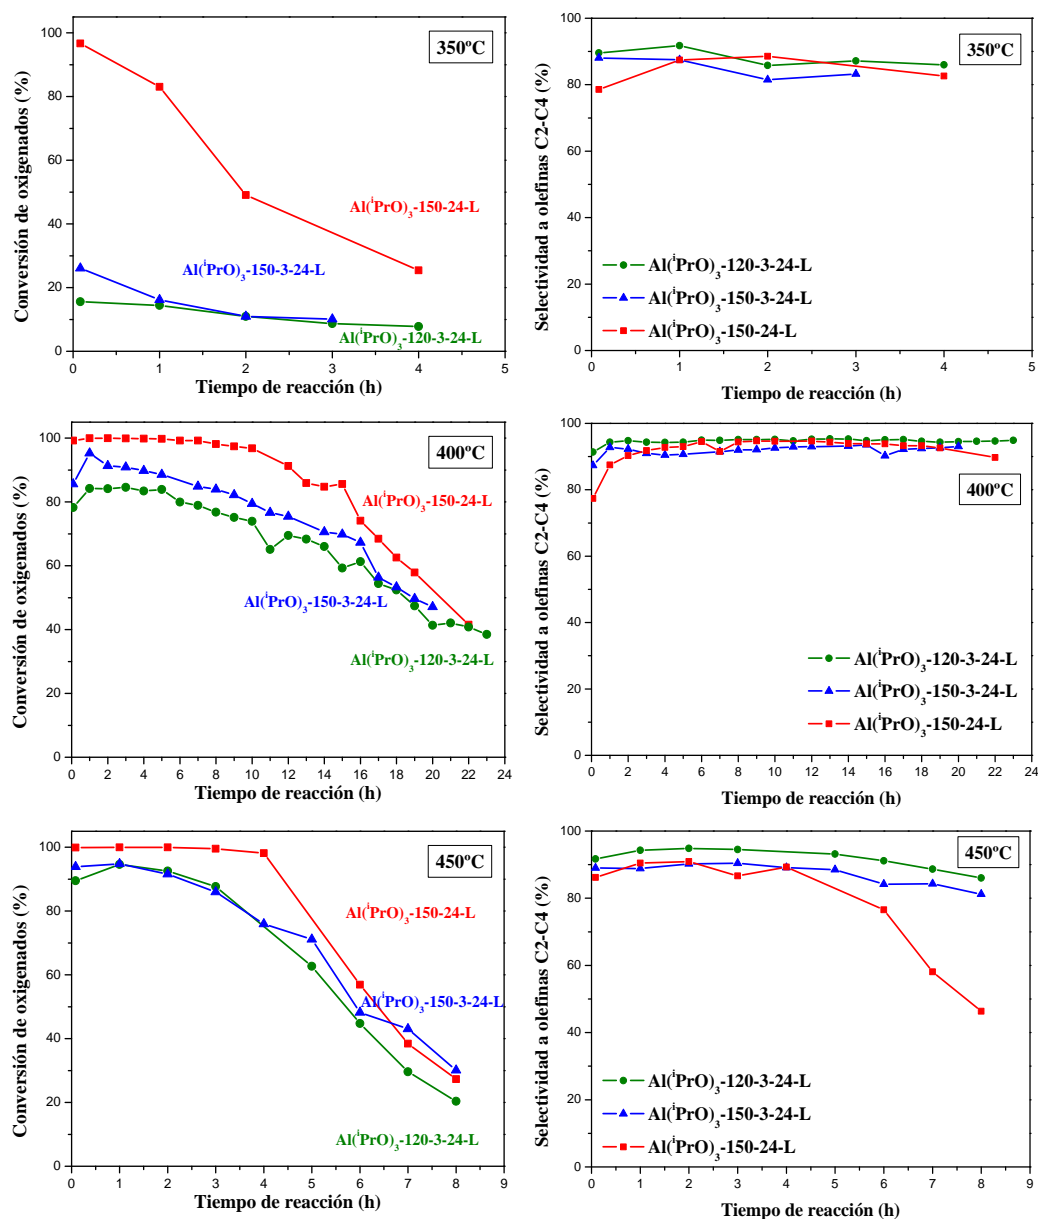 Conversión de oxigenados (%)
100
80
60
40
20
0
350ºC
Al(ⁱPrO)₃-150-24-L
Al(ⁱPrO)₃-150-3-24-L
Al(ⁱPrO)₃-120-3-24-L
0 1 2 3 4 5
Tiempo de reacción (h)
Selectividad a olefinas C2-C4 (%)
100
80
60
40
20
0
350ºC
Al(ⁱPrO)₃-120-3-24-L
Al(ⁱPrO)₃-150-3-24-L
Al(ⁱPrO)₃-150-24-L
0 1 2 3 4 5
Tiempo de reacción (h)
Conversión de oxigenados (%)
100
80
60
40
20
0
400ºC
Al(ⁱPrO)₃-150-24-L
Al(ⁱPrO)₃-150-3-24-L
Al(ⁱPrO)₃-120-3-24-L
0 2 4 6 8 10 12 14 16 18 20 22 24
Tiempo de reacción (h)
Selectividad a olefinas C2-C4 (%)
100
80
60
40
20
0
400ºC
Al(ⁱPrO)₃-120-3-24-L
Al(ⁱPrO)₃-150-3-24-L
Al(ⁱPrO)₃-150-24-L
0 2 4 6 8 10 12 14 16 18 20 22 24
Tiempo de reacción (h)
Conversión de oxigenados (%)
100
80
60
40
20
0
450ºC
Al(ⁱPrO)₃-150-24-L
Al(ⁱPrO)₃-150-3-24-L
Al(ⁱPrO)₃-120-3-24-L
0 1 2 3 4 5 6 7 8 9
Tiempo de reacción (h)
Selectividad a olefinas C2-C4 (%)
100
80
60
40
20
0
450ºC
Al(ⁱPrO)₃-120-3-24-L
Al(ⁱPrO)₃-150-3-24-L
Al(ⁱPrO)₃-150-24-L
0 1 2 3 4 5 6 7 8 9
Tiempo de reacción (h)